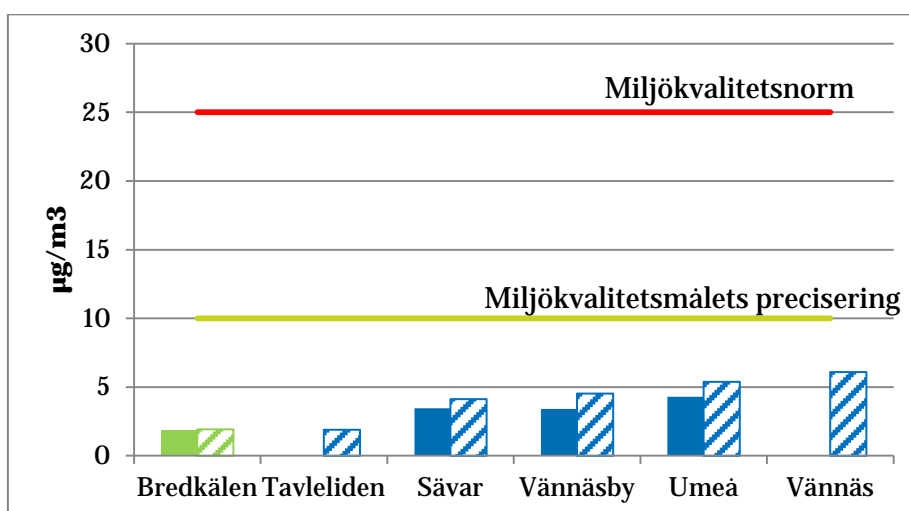 30
Miljökvalitetsnorm
25
20
µg/m3
15
Miljökvalitetsmålets precisering
10
5
0
Bredkälen Tavleliden Sävar Vännäsby Umeå Vännäs